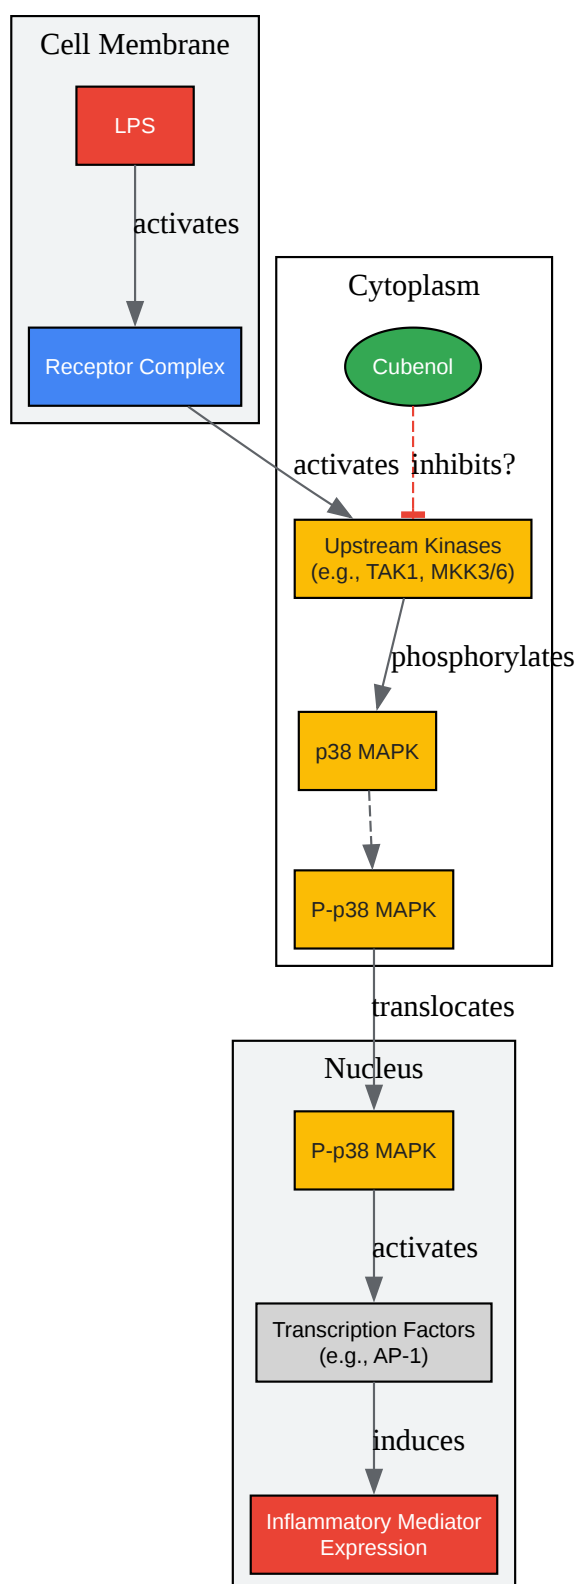 Cell Membrane
LPS
activates
Receptor Complex
Cytoplasm
Cubenol
activates
inhibits?
Upstream Kinases
(e.g., TAK1, MKK3/6)
phosphorylates
p38 MAPK
P-p38 MAPK
translocates
Nucleus
P-p38 MAPK
activates
Transcription Factors
(e.g., AP-1)
induces
Inflammatory Mediator
Expression